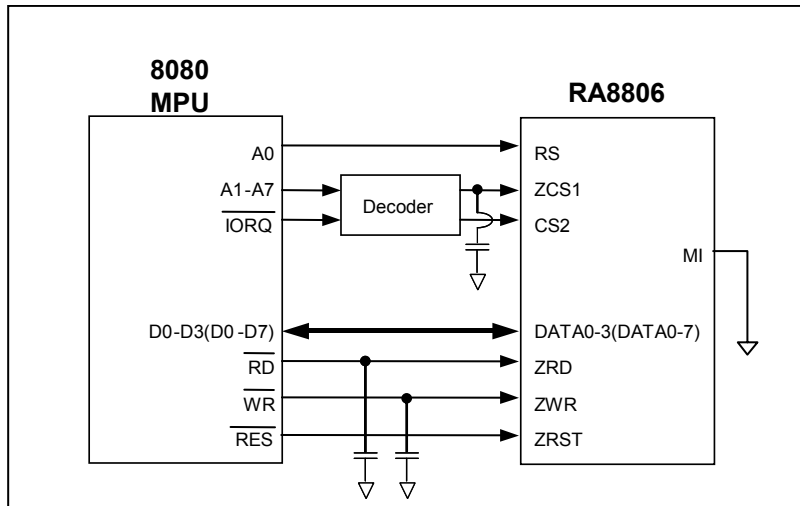 8080
MPU
RA8806
A0
RS
A1-A7
Decoder
ZCS1
IORQ
CS2
MI
D0-D3(D0 -D7)
DATA0-3(DATA0-7)
RD
ZRD
WR
ZWR
RES
ZRST